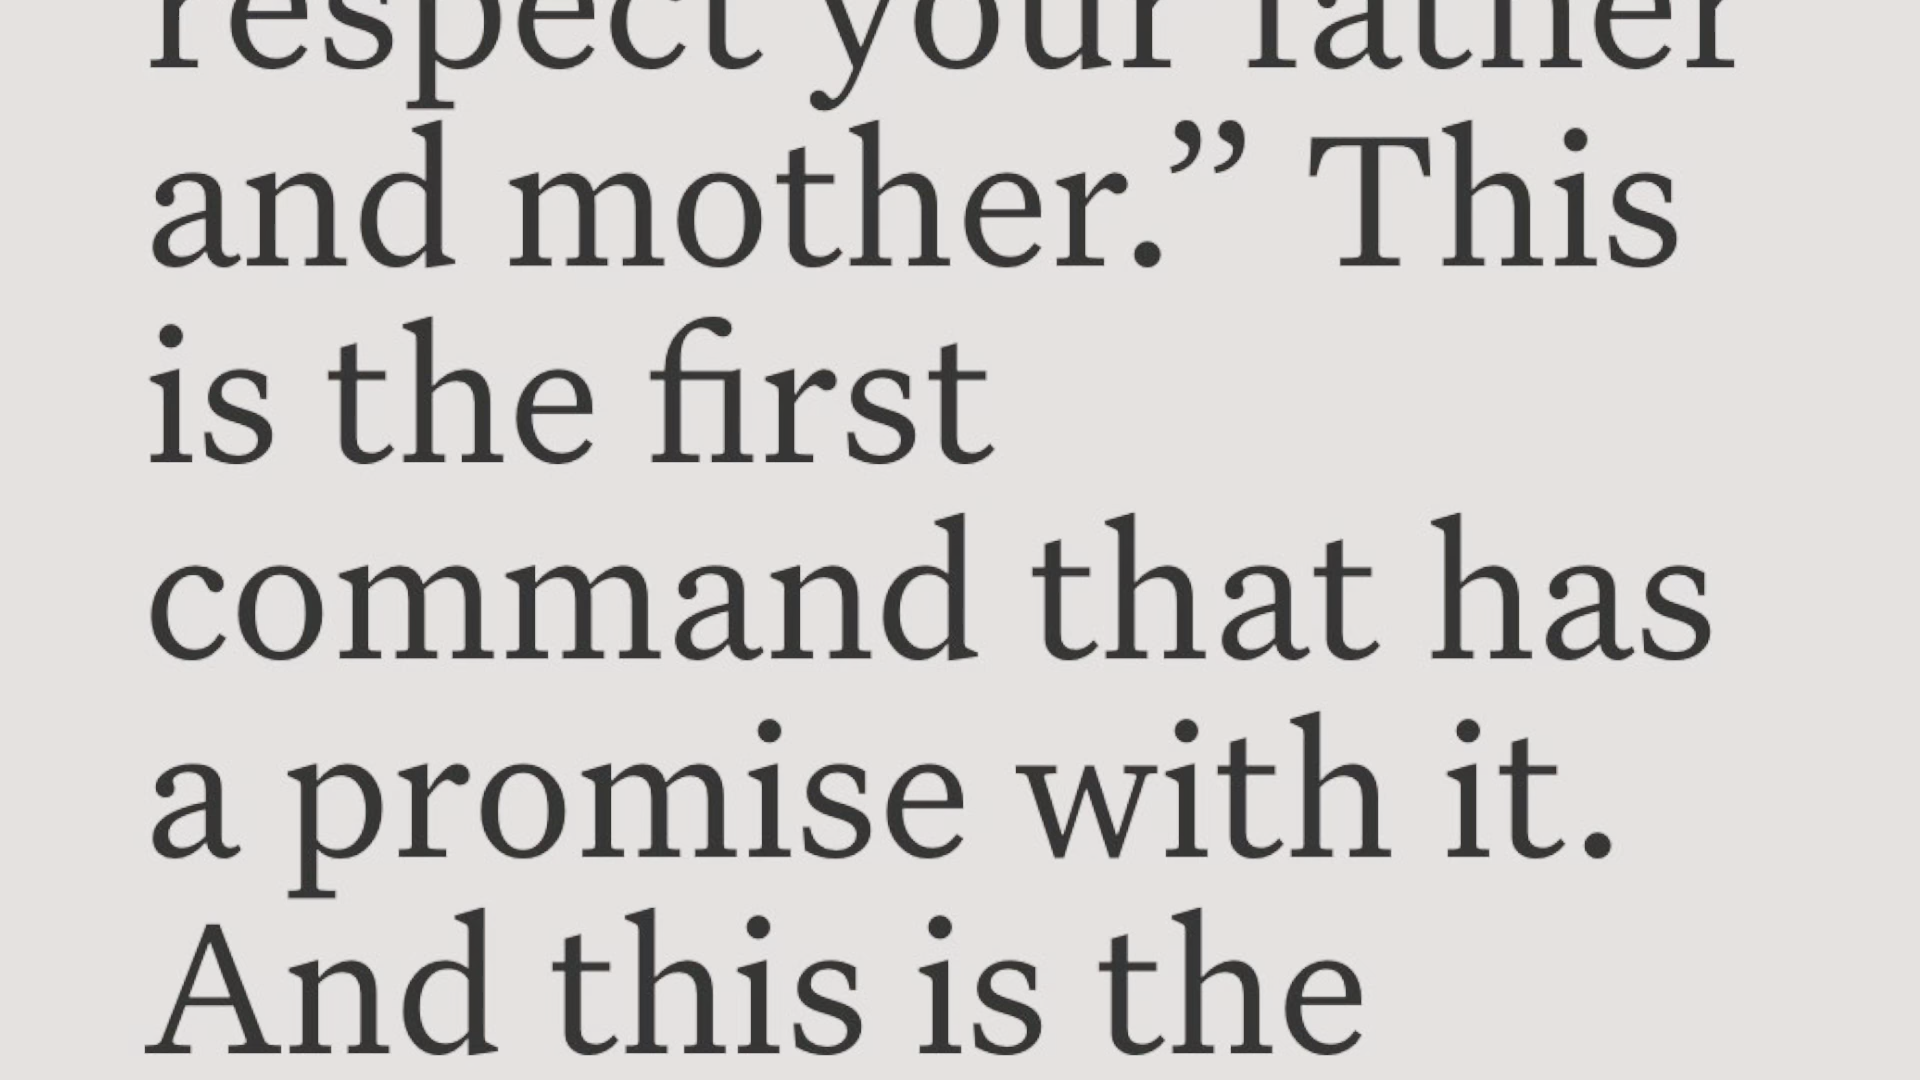 respect your father
and mother.” This
is the first
command that has
a promise with it.
And this is the